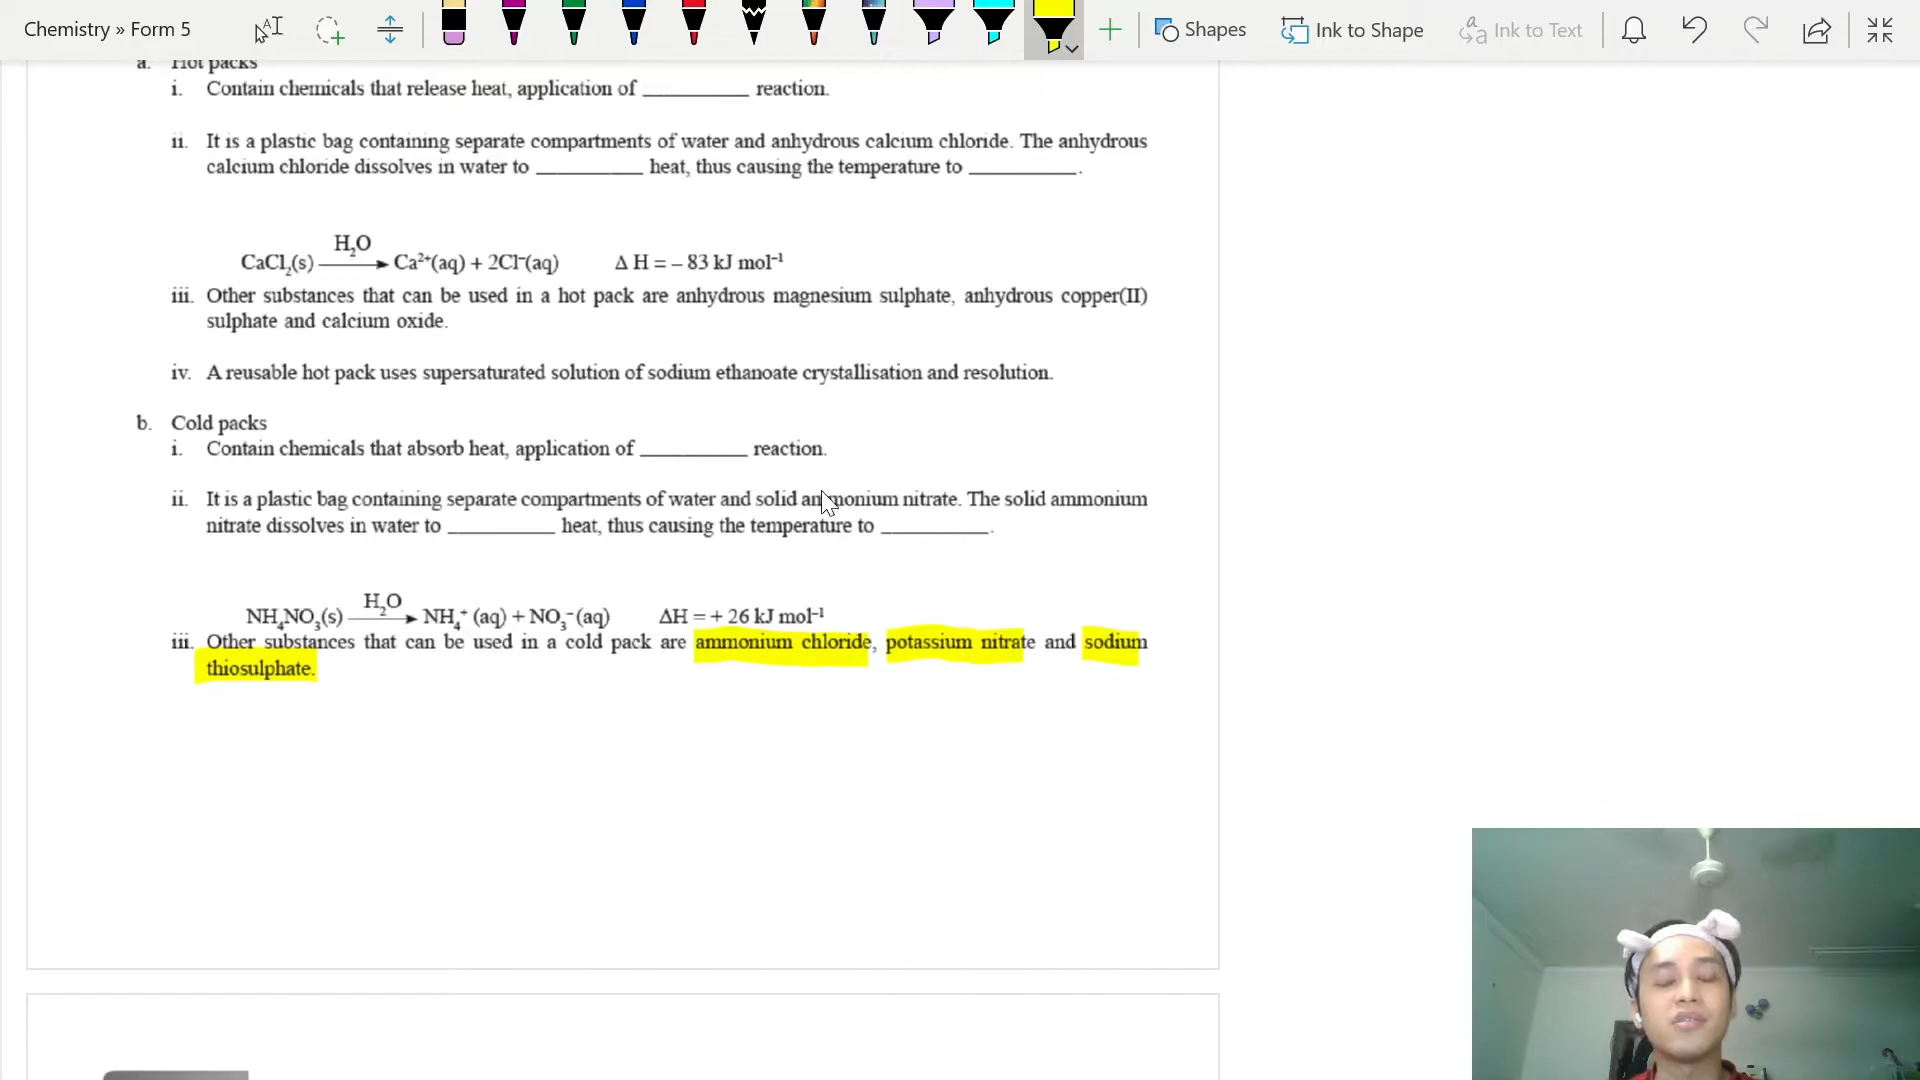 Chemistry » Form 5
Shapes
Ink to Shape
Ink to Text
a. Hot packs
i. Contain chemicals that release heat, application of __________ reaction.
ii. It is a plastic bag containing separate compartments of water and anhydrous calcium chloride. The anhydrous
calcium chloride dissolves in water to __________ heat, thus causing the temperature to __________.
H₂O
CaCl₂(s) ⟶ Ca²⁺(aq) + 2Cl⁻(aq) Δ H = – 83 kJ mol⁻¹
iii. Other substances that can be used in a hot pack are anhydrous magnesium sulphate, anhydrous copper(II)
sulphate and calcium oxide.
iv. A reusable hot pack uses supersaturated solution of sodium ethanoate crystallisation and resolution.
b. Cold packs
i. Contain chemicals that absorb heat, application of __________ reaction.
ii. It is a plastic bag containing separate compartments of water and solid ammonium nitrate. The solid ammonium
nitrate dissolves in water to __________ heat, thus causing the temperature to __________.
H₂O
NH₄NO₃(s) ⟶ NH₄⁺ (aq) + NO₃⁻(aq) ΔH = + 26 kJ mol⁻¹
iii. Other substances that can be used in a cold pack are ammonium chloride, potassium nitrate and sodium
thiosulphate.